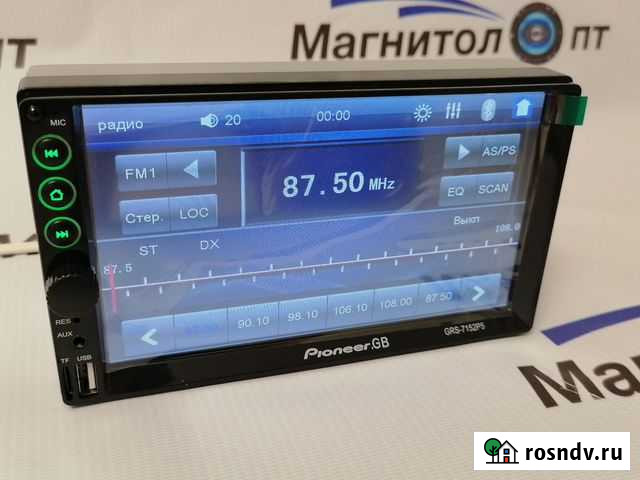 Магнитол ОПТ
MIC
радио 20 00:00
FM1 87.50 MHz AS/PS
Стер. LOC EQ SCAN
ST DX Выкл
87.5 108.0
90.10 98.10 106.10 108.00 87.50
RES
AUX
TF USB
Pioneer.GB GRS-7152PS
Магн
rosndv.ru